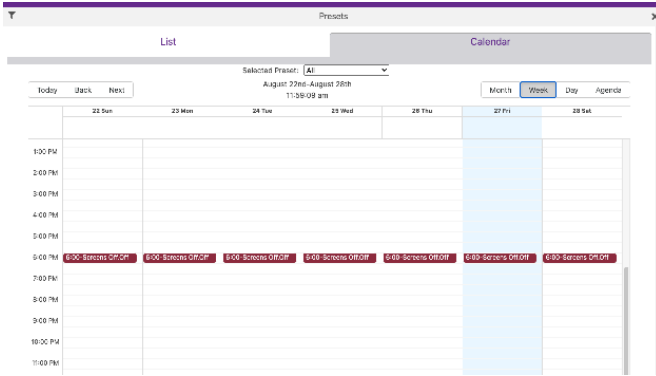 Presets
List
Calendar
Selected Preset: All
Today Back Next
August 22nd-August 28th
11:59:09 am
Month Week Day Agenda
22 Sun 23 Mon 24 Tue 25 Wed 26 Thu 27 Fri 28 Sat
1:00 PM
2:00 PM
3:00 PM
4:00 PM
5:00 PM
6:00 PM 6:00-Screens Off.Off 6:00-Screens Off.Off 6:00-Screens Off.Off 6:00-Screens Off.Off 6:00-Screens Off.Off 6:00-Screens Off.Off 6:00-Screens Off.Off
7:00 PM
8:00 PM
9:00 PM
10:00 PM
11:00 PM